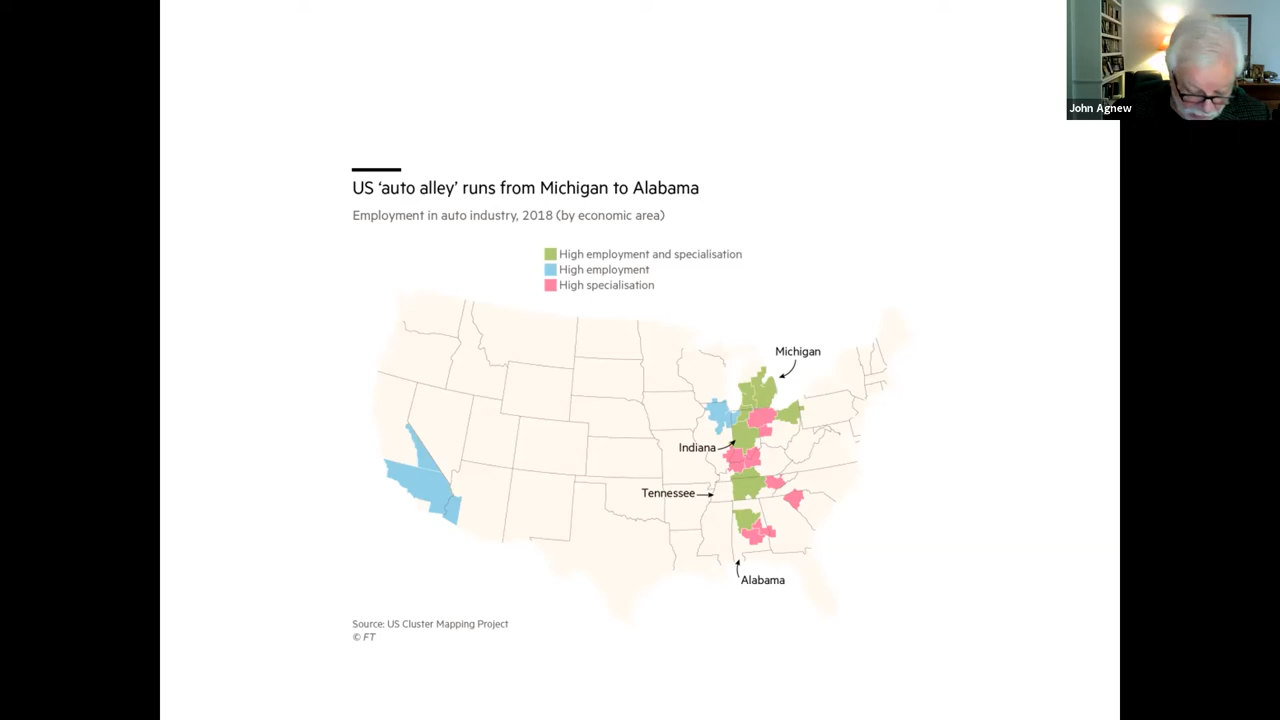 John Agnew
US ‘auto alley’ runs from Michigan to Alabama
Employment in auto industry, 2018 (by economic area)
High employment and specialisation
High employment
High specialisation
Michigan
Indiana
Tennessee
Alabama
Source: US Cluster Mapping Project
© FT